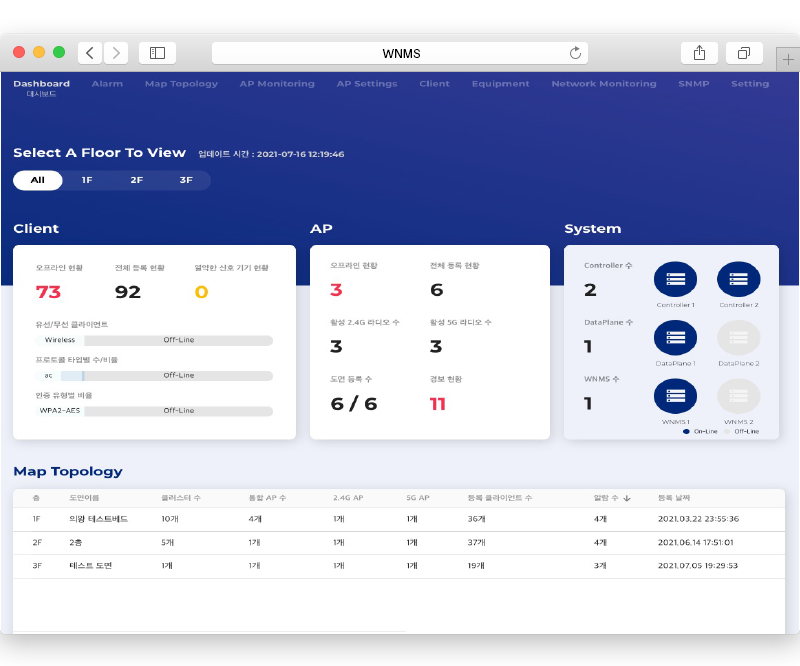 WNMS
Dashboard Alarm Map Topology AP Monitoring AP Settings Client Equipment Network Monitoring SNMP Setting
대시보드
Select A Floor To View 업데이트 시간 : 2021-07-16 12:19:46
All 1F 2F 3F
Client
오프라인 현황 전체 등록 현황 열악한 신호 기기 현황
73 92 0
유선/무선 클라이언트
Wireless Off-Line
프로토콜 타입별 수/비율
ac Off-Line
인증 유형별 비율
WPA2-AES Off-Line
AP
오프라인 현황 전체 등록 현황
3 6
활성 2.4G 라디오 수 활성 5G 라디오 수
3 3
도면 등록 수 경보 현황
6 / 6 11
System
Controller 수
2
Controller 1 Controller 2
DataPlane 수
1
DataPlane 1 DataPlane 2
WNMS 수
1
WNMS 1 WNMS 2
On-Line Off-Line
Map Topology
층 도면이름 클러스터 수 통합 AP 수 2.4G AP 5G AP 등록 클라이언트 수 알람 수 ↓ 등록 날짜
1F 의왕 테스트베드 10개 4개 1개 1개 36개 4개 2021.03.22 23:55:36
2F 2층 5개 1개 1개 1개 37개 4개 2021.06.14 17:51:01
3F 테스트 도면 1개 1개 1개 1개 19개 3개 2021.07.05 19:29:53